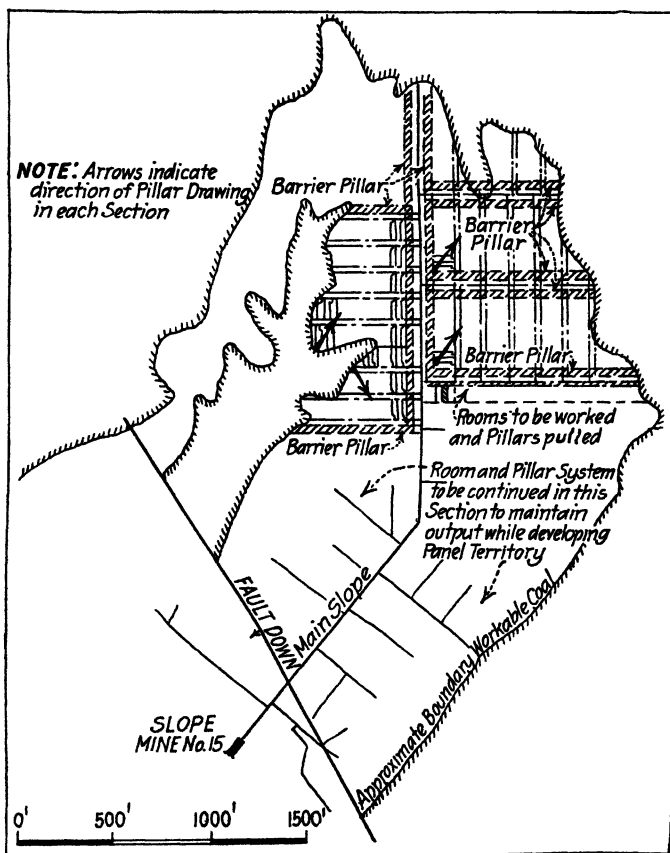 NOTE: Arrows indicate
direction of Pillar Drawing
in each Section
Barrier Pillar
Barrier
Pillar
Barrier Pillar
Rooms to be worked
and Pillars pulled
Barrier Pillar
Room and Pillar System
to be continued in this
Section to maintain
output while developing
Panel Territory
FAULT DOWN
Main Slope
Approximate Boundary Workable Coal
SLOPE
MINE No. 15
0' 500' 1000' 1500'